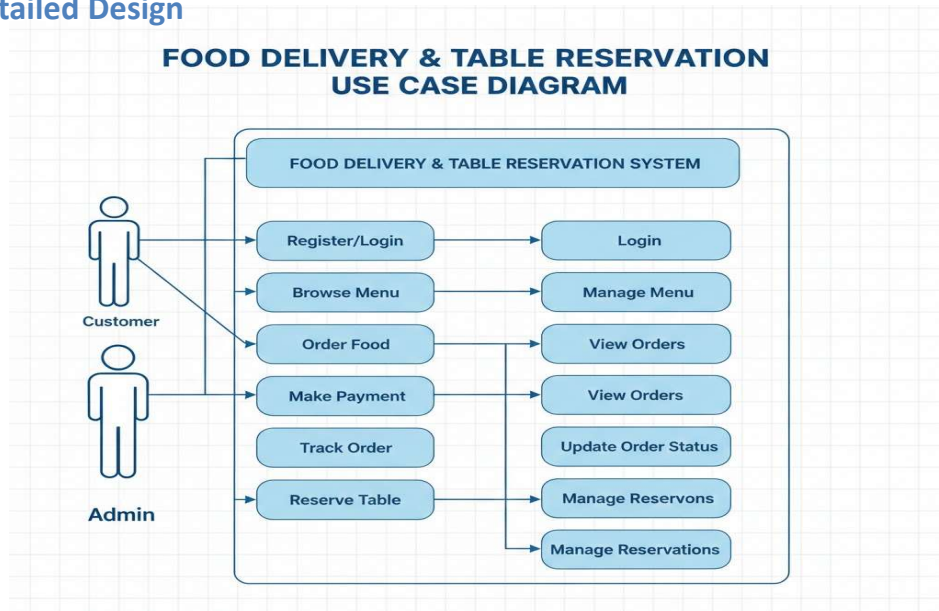 tailed Design
FOOD DELIVERY & TABLE RESERVATION
USE CASE DIAGRAM
FOOD DELIVERY & TABLE RESERVATION SYSTEM
Register/Login
Login
Browse Menu
Manage Menu
Customer
Order Food
View Orders
Make Payment
View Orders
Track Order
Update Order Status
Reserve Table
Manage Reservons
Admin
Manage Reservations